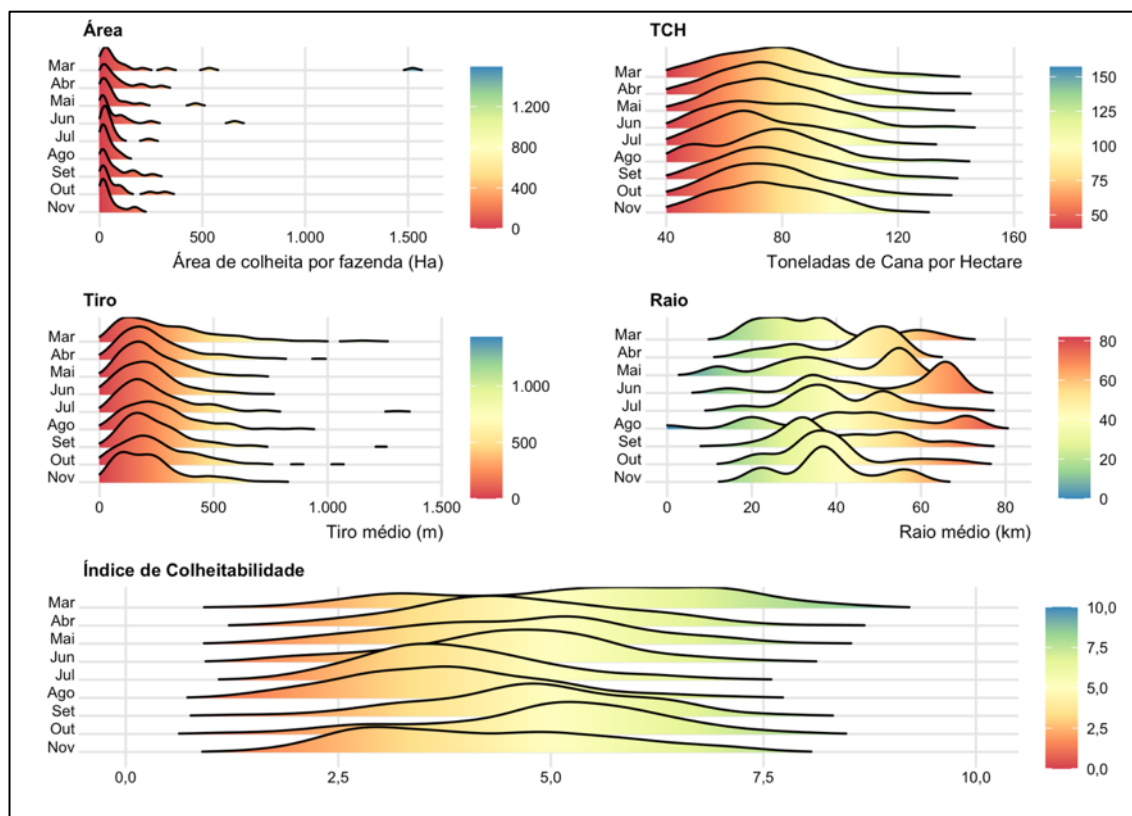 Área
Mar
Abr
Mai
Jun
Jul
Ago
Set
Out
Nov
0
500
1.000
1.500
Área de colheita por fazenda (Ha)
1.200
800
400
0
TCH
Mar
Abr
Mai
Jun
Jul
Ago
Set
Out
Nov
40
80
120
160
Toneladas de Cana por Hectare
150
125
100
75
50
Tiro
Mar
Abr
Mai
Jun
Jul
Ago
Set
Out
Nov
0
500
1.000
1.500
Tiro médio (m)
1.000
500
0
Raio
Mar
Abr
Mai
Jun
Jul
Ago
Set
Out
Nov
0
20
40
60
80
Raio médio (km)
80
60
40
20
0
Índice de Colheitabilidade
Mar
Abr
Mai
Jun
Jul
Ago
Set
Out
Nov
0,0
2,5
5,0
7,5
10,0
10,0
7,5
5,0
2,5
0,0